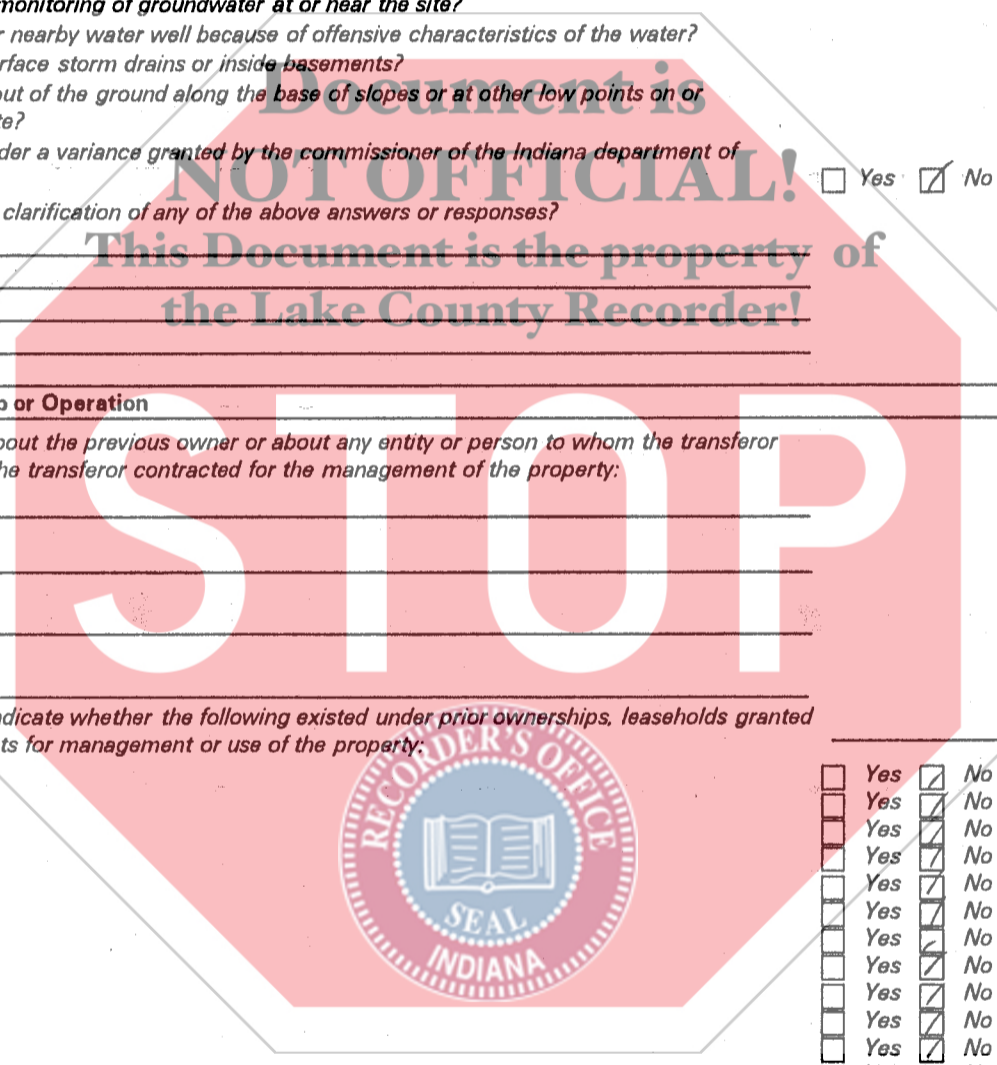 monitoring of groundwater at or near the site?
nearby water well because of offensive characteristics of the water?
storm drains or inside basements?
out of the ground along the base of slopes or at other low points on or
Document is
a variance granted by the commissioner of the Indiana department of
NOT OFFICIAL!
Yes No
clarification of any of the above answers or responses?
This Document is the property of
the Lake County Recorder!
or Operation
STOP
the previous owner or about any entity or person to whom the transferor
the transferor contracted for the management of the property:
indicate whether the following existed under prior ownerships, leaseholds granted
for management or use of the property:
RECORDER'S OFFICE
SEAL
INDIANA
Yes No
Yes No
Yes No
Yes No
Yes No
Yes No
Yes No
Yes No
Yes No
Yes No
Yes No